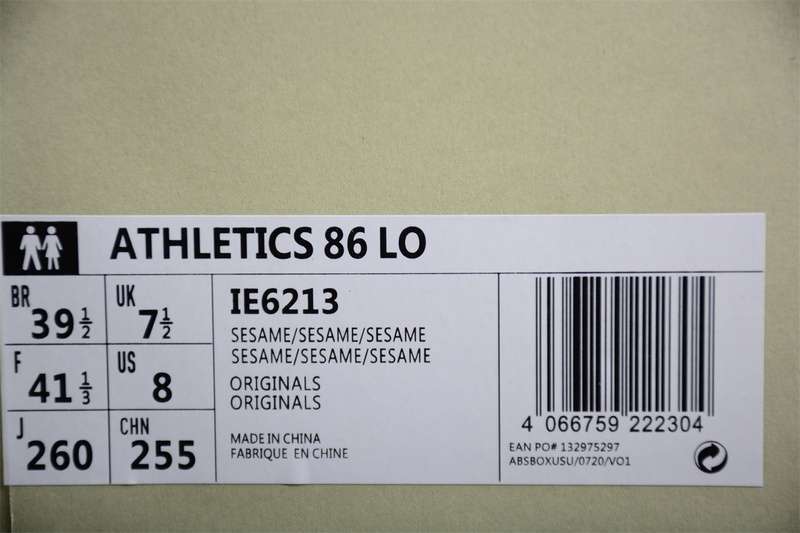 ATHLETICS 86 LO
BR
39 1/2
UK
7 1/2
F
41 1/3
US
8
J
260
CHN
255
IE6213
SESAME/SESAME/SESAME
SESAME/SESAME/SESAME
ORIGINALS
ORIGINALS
MADE IN CHINA
FABRIQUE EN CHINE
4 066759 222304
EAN PO# 132975297
ABSBOXUSU/0720/VO1